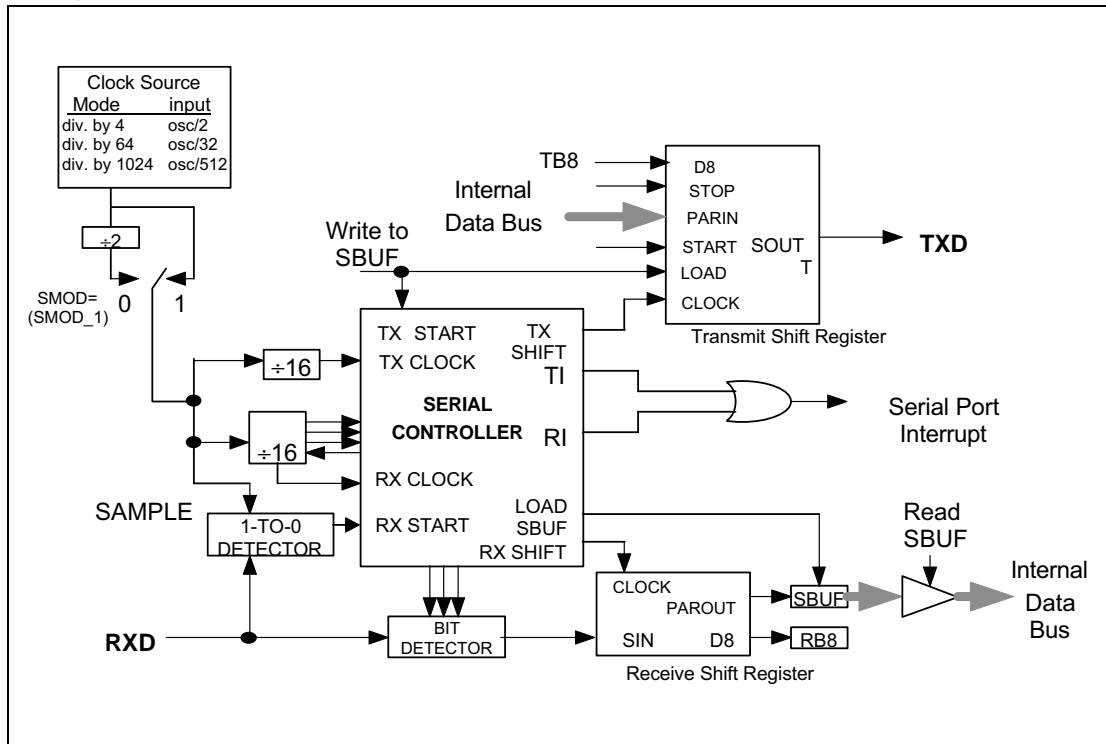 Clock Source
Mode input
div. by 4 osc/2
div. by 64 osc/32
div. by 1024 osc/512
÷2
SMOD=
(SMOD_1)
0 1
Write to
SBUF
TB8
Internal
Data Bus
D8
STOP
PARIN
START SOUT
T
LOAD
CLOCK
TXD
Transmit Shift Register
÷16
÷16
TX START
TX CLOCK
TX
SHIFT
TI
SERIAL
CONTROLLER
RI
RX CLOCK
RX START
LOAD
SBUF
RX SHIFT
Serial Port
Interrupt
SAMPLE
1-TO-0
DETECTOR
RXD
BIT
DETECTOR
CLOCK
PAROUT
SIN D8
Receive Shift Register
SBUF
RB8
Read
SBUF
Internal
Data
Bus